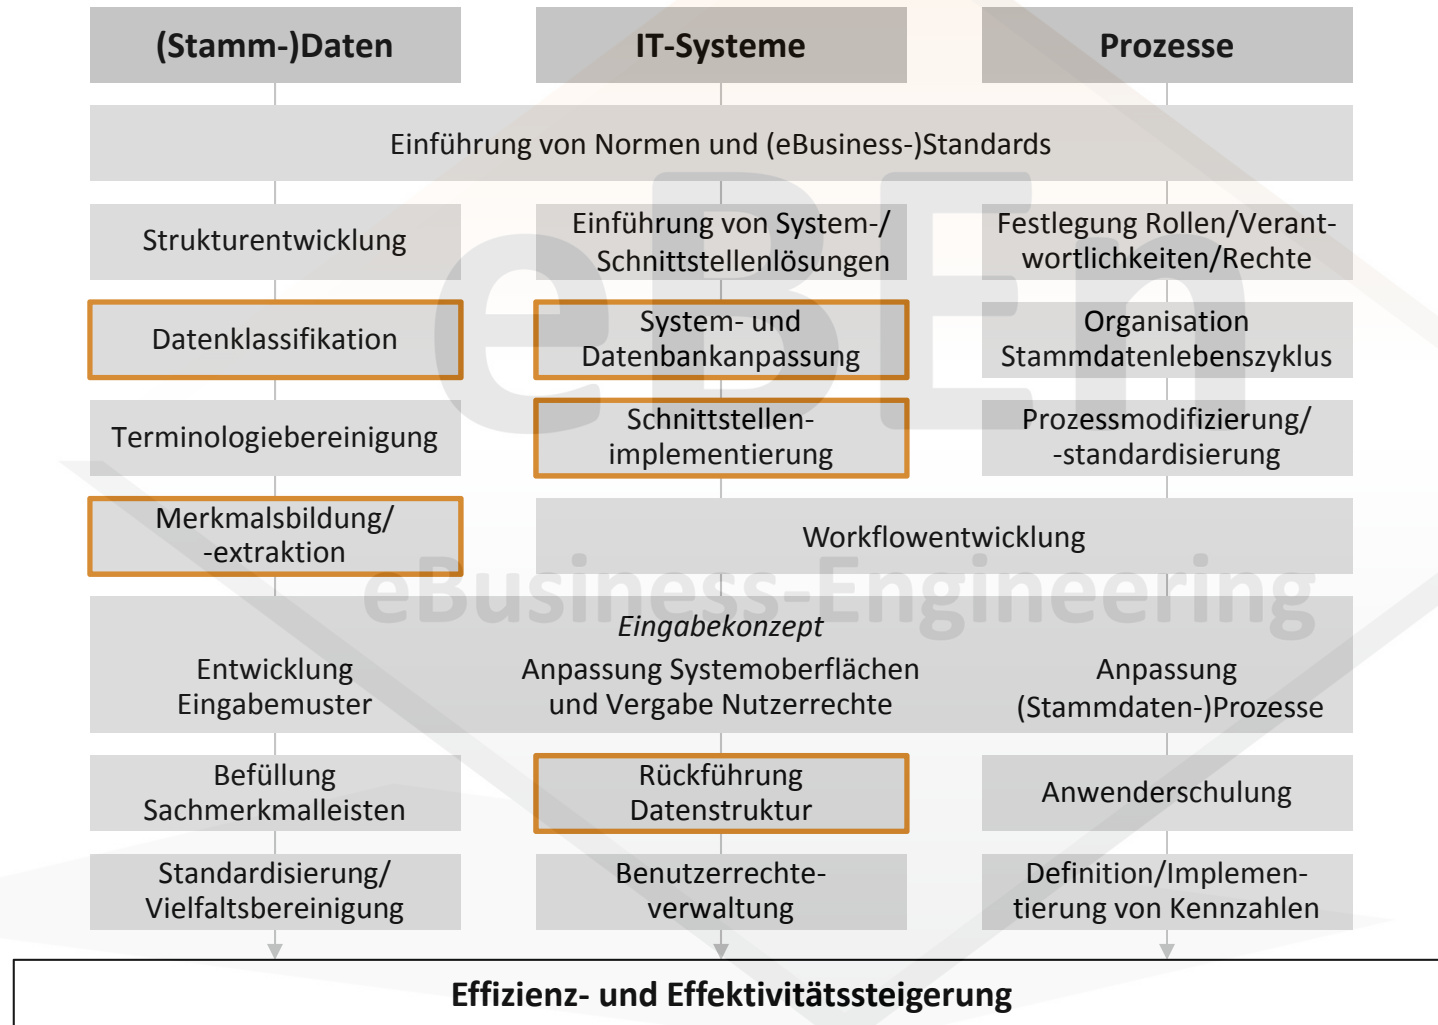 (Stamm-)Daten
IT-Systeme
Prozesse
Einführung von Normen und (eBusiness-)Standards
Strukturentwicklung
Einführung von System-/
Schnittstellenlösungen
Festlegung Rollen/Verant-
wortlichkeiten/Rechte
Datenklassifikation
System- und
Datenbankanpassung
Organisation
Stammdatenlebenszyklus
Terminologiebereinigung
Schnittstellen-
implementierung
Prozessmodifizierung/
-standardisierung
Merkmalsbildung/
-extraktion
Workflowentwicklung
Eingabekonzept
Entwicklung
Eingabemuster
Anpassung Systemoberflächen
und Vergabe Nutzerrechte
Anpassung
(Stammdaten-)Prozesse
Befüllung
Sachmerkmalleisten
Rückführung
Datenstruktur
Anwenderschulung
Standardisierung/
Vielfaltsbereinigung
Benutzerrechte-
verwaltung
Definition/Implemen-
tierung von Kennzahlen
Effizienz- und Effektivitätssteigerung
eBEn
eBusiness-Engineering